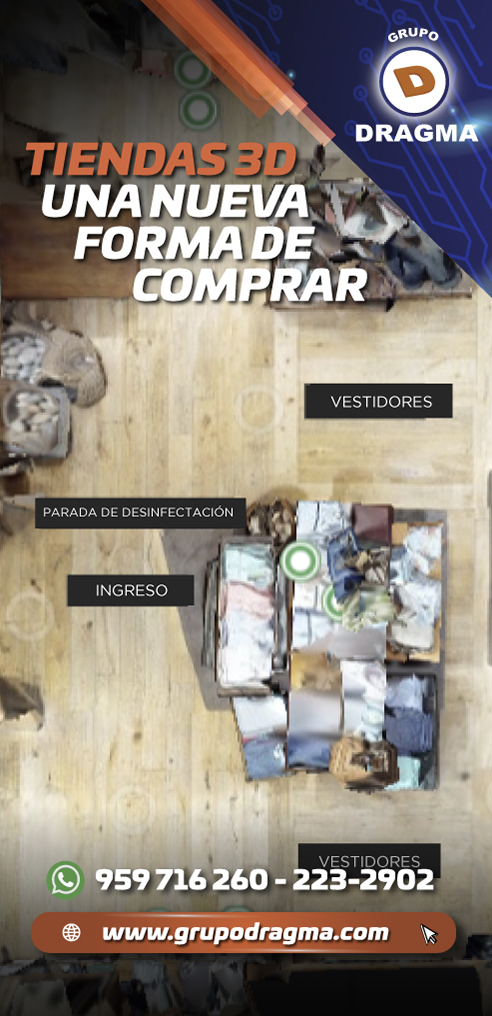 GRUPO
D
DRAGMA
TIENDAS 3D
UNA NUEVA
FORMA DE
COMPRAR
VESTIDORES
PARADA DE DESINFECTACIÓN
INGRESO
VESTIDORES
959 716 260 - 223-2902
www.grupodragma.com